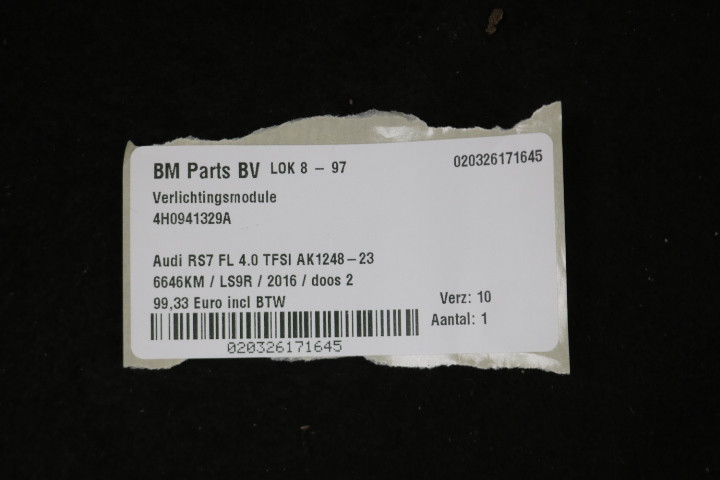 BM Parts BV LOK 8 - 97
020326171645
Verlichtingsmodule
4H0941329A
Audi RS7 FL 4.0 TFSI AK1248-23
6646KM / LS9R / 2016 / doos 2
99,33 Euro incl BTW
Verz: 10
Aantal: 1
020326171645